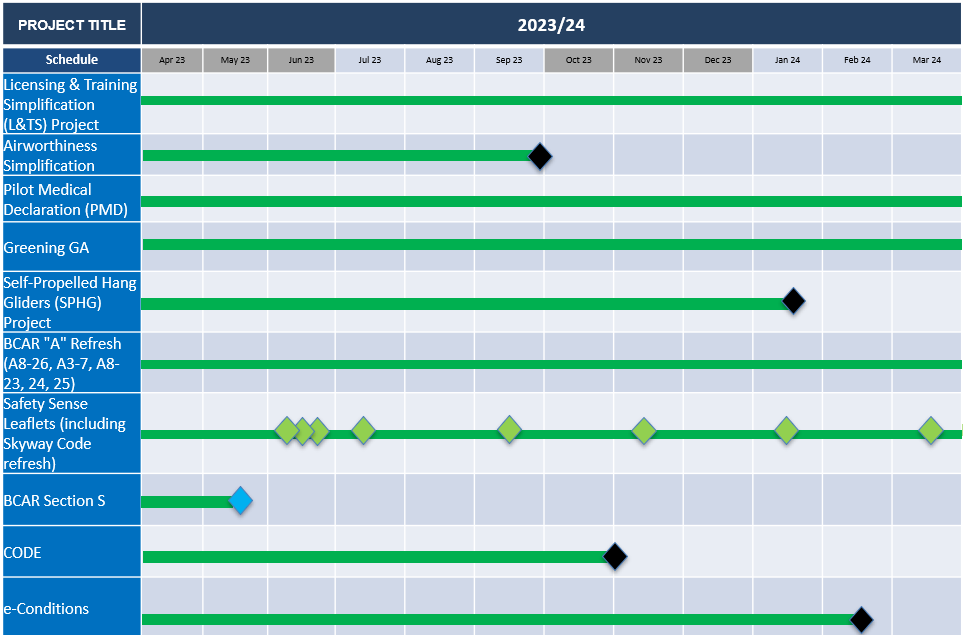 PROJECT TITLE
2023/24
Schedule
Apr 23
May 23
Jun 23
Jul 23
Aug 23
Sep 23
Oct 23
Nov 23
Dec 23
Jan 24
Feb 24
Mar 24
Licensing & Training
Simplification
(L&TS) Project
Airworthiness
Simplification
Pilot Medical
Declaration (PMD)
Greening GA
Self-Propelled Hang
Gliders (SPHG)
Project
BCAR "A" Refresh
(A8-26, A3-7, A8-
23, 24, 25)
Safety Sense
Leaflets (including
Skyway Code
refresh)
BCAR Section S
CODE
e-Conditions